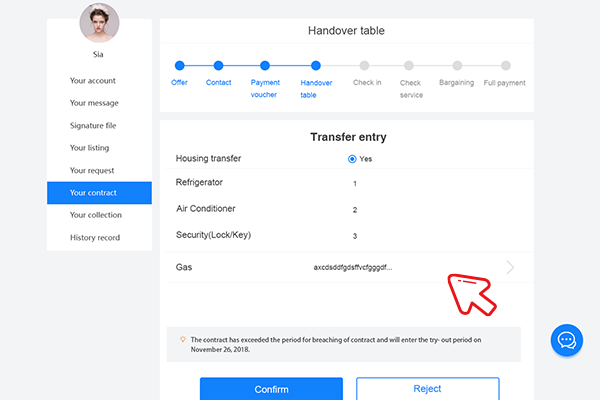 Handover table
Sia
Offer
Contact
Payment
voucher
Handover
table
Check in
Check
service
Bargaining
Full payment
Your account
Your message
Signature file
Your listing
Your request
Your contract
Your collection
History record
Transfer entry
Housing transfer Yes
Refrigerator 1
Air Conditioner 2
Security(Lock/Key) 3
Gas axcdsddfgdsffvcfgggdf...
The contract has exceeded the period for breaching of contract and will enter the try- out period on
November 26, 2018.
Confirm Reject